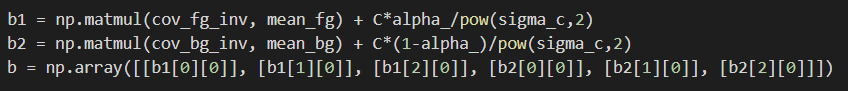 b1 = np.matmul(cov_fg_inv, mean_fg) + C*alpha_/pow(sigma_c,2)
b2 = np.matmul(cov_bg_inv, mean_bg) + C*(1-alpha_)/pow(sigma_c,2)
b = np.array([[b1[0][0]], [b1[1][0]], [b1[2][0]], [b2[0][0]], [b2[1][0]], [b2[2][0]]])